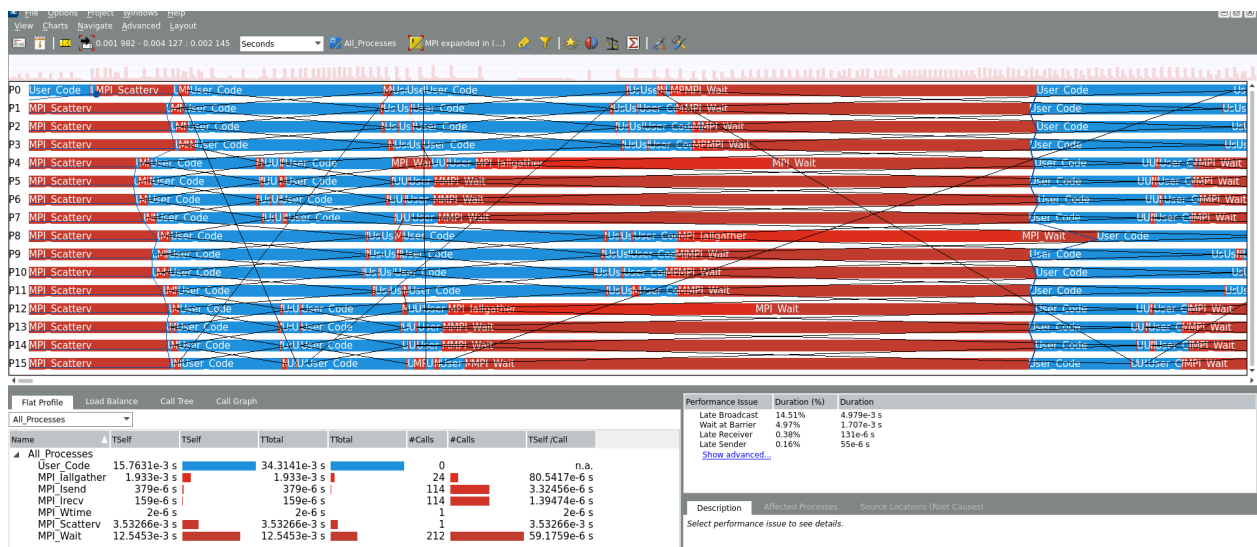 File Options Project Windows Help
View Charts Navigate Advanced Layout
0.001 982 - 0.004 127 : 0.002 145 Seconds All_Processes MPI expanded in (...)
P0 User_Code MPI_Scatterv User_Code User_Code MPI_Wait User_Code
P1 MPI_Scatterv User_Code User_Code MPI_Wait User_Code
P2 MPI_Scatterv User_Code User_Code MPI_Wait User_Code
P3 MPI_Scatterv User_Code User_Code MPI_Wait User_Code
P4 MPI_Scatterv User_Code User_Code MPI_Iallgather MPI_Wait User_Code MPI_Wait
P5 MPI_Scatterv User_Code User_Code MPI_Wait User_Code MPI_Wait
P6 MPI_Scatterv User_Code User_Code MPI_Wait User_Code MPI_Wait
P7 MPI_Scatterv User_Code User_Code MPI_Wait User_Code MPI_Wait
P8 MPI_Scatterv User_Code User_Code MPI_Iallgather MPI_Wait User_Code
P9 MPI_Scatterv User_Code User_Code MPI_Wait User_Code
P10 MPI_Scatterv User_Code User_Code MPI_Wait User_Code
P11 MPI_Scatterv User_Code User_Code MPI_Wait User_Code
P12 MPI_Scatterv User_Code User_Code MPI_Iallgather MPI_Wait User_Code MPI_Wait
P13 MPI_Scatterv User_Code User_Code MPI_Wait User_Code MPI_Wait
P14 MPI_Scatterv User_Code User_Code MPI_Wait User_Code MPI_Wait
P15 MPI_Scatterv User_Code User_Code MPI_Wait User_Code MPI_Wait
Flat Profile Load Balance Call Tree Call Graph
All_Processes
Name TSelf TSelf TTotal TTotal #Calls #Calls TSelf /Call
All_Processes
User_Code 15.7631e-3 s 34.3141e-3 s 0 n.a.
MPI_Iallgather 1.933e-3 s 1.933e-3 s 24 80.5417e-6 s
MPI_Isend 379e-6 s 379e-6 s 114 3.32456e-6 s
MPI_Irecv 159e-6 s 159e-6 s 114 1.39474e-6 s
MPI_Wtime 2e-6 s 2e-6 s 1 2e-6 s
MPI_Scatterv 3.53266e-3 s 3.53266e-3 s 1 3.53266e-3 s
MPI_Wait 12.5453e-3 s 12.5453e-3 s 212 59.1759e-6 s
Performance Issue Duration (%) Duration
Late Broadcast 14.51% 4.979e-3 s
Wait at Barrier 4.97% 1.707e-3 s
Late Receiver 0.38% 131e-6 s
Late Sender 0.16% 55e-6 s
Show advanced...
Description Affected Processes Source Locations (Root Causes)
Select performance issue to see details.